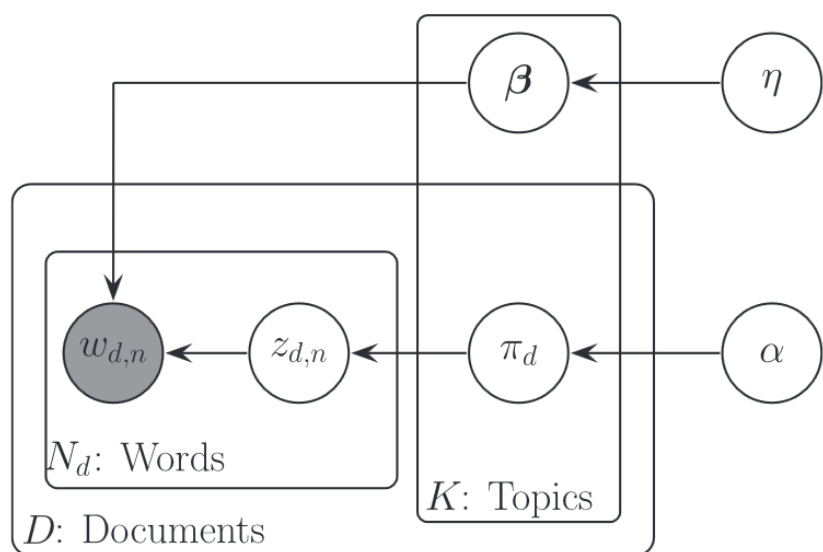 β
η
w_{d,n}
z_{d,n}
π_d
α
N_d: Words
K: Topics
D: Documents